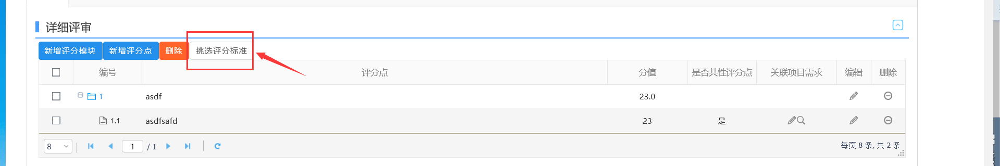 详细评审
新增评分模块 新增评分点 删除 挑选评分标准
编号 评分点 分值 是否共性评分点 关联项目需求 编辑 删除
1 asdf 23.0
1.1 asdfsafd 23 是
8 1 / 1 每页 8 条, 共 2 条